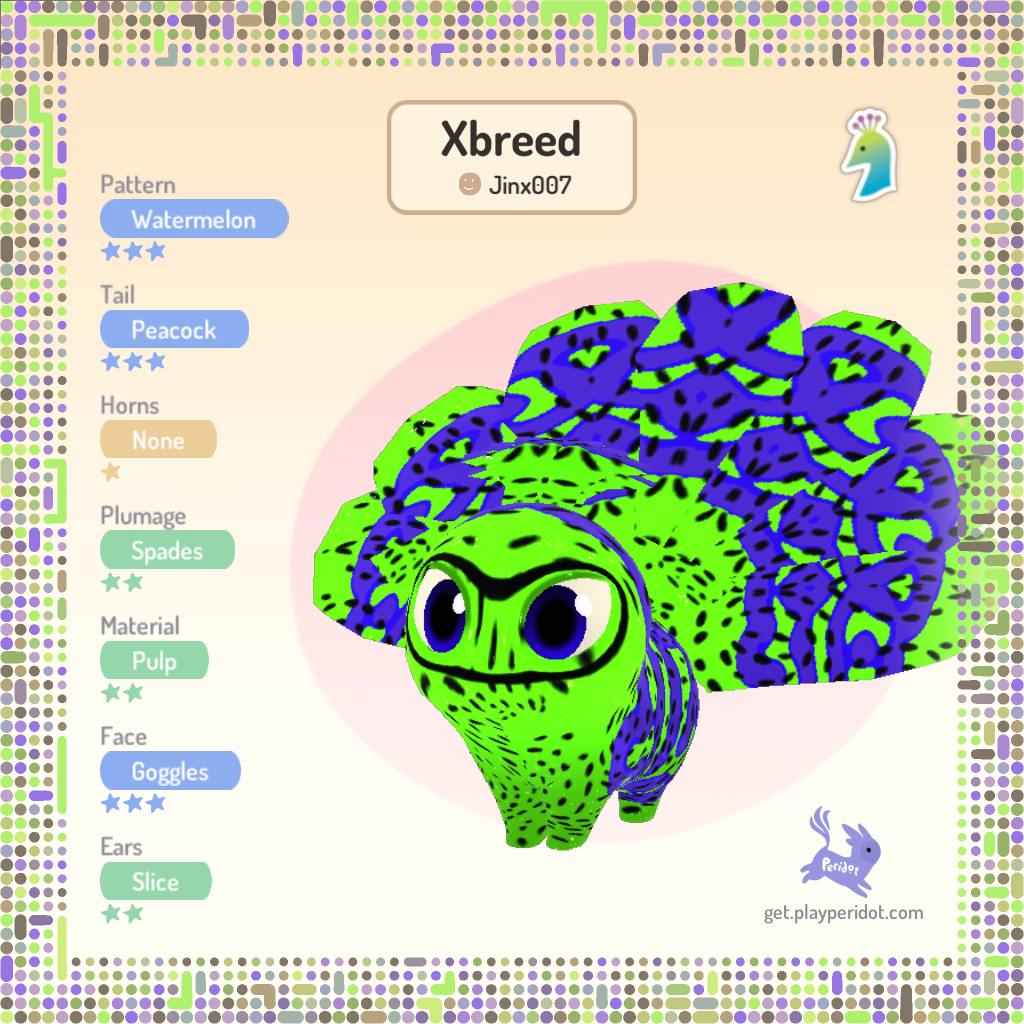 Xbreed
Jinx007
Pattern
Watermelon
Tail
Peacock
Horns
None
Plumage
Spades
Material
Pulp
Face
Goggles
Ears
Slice
Peridot
get.playperidot.com